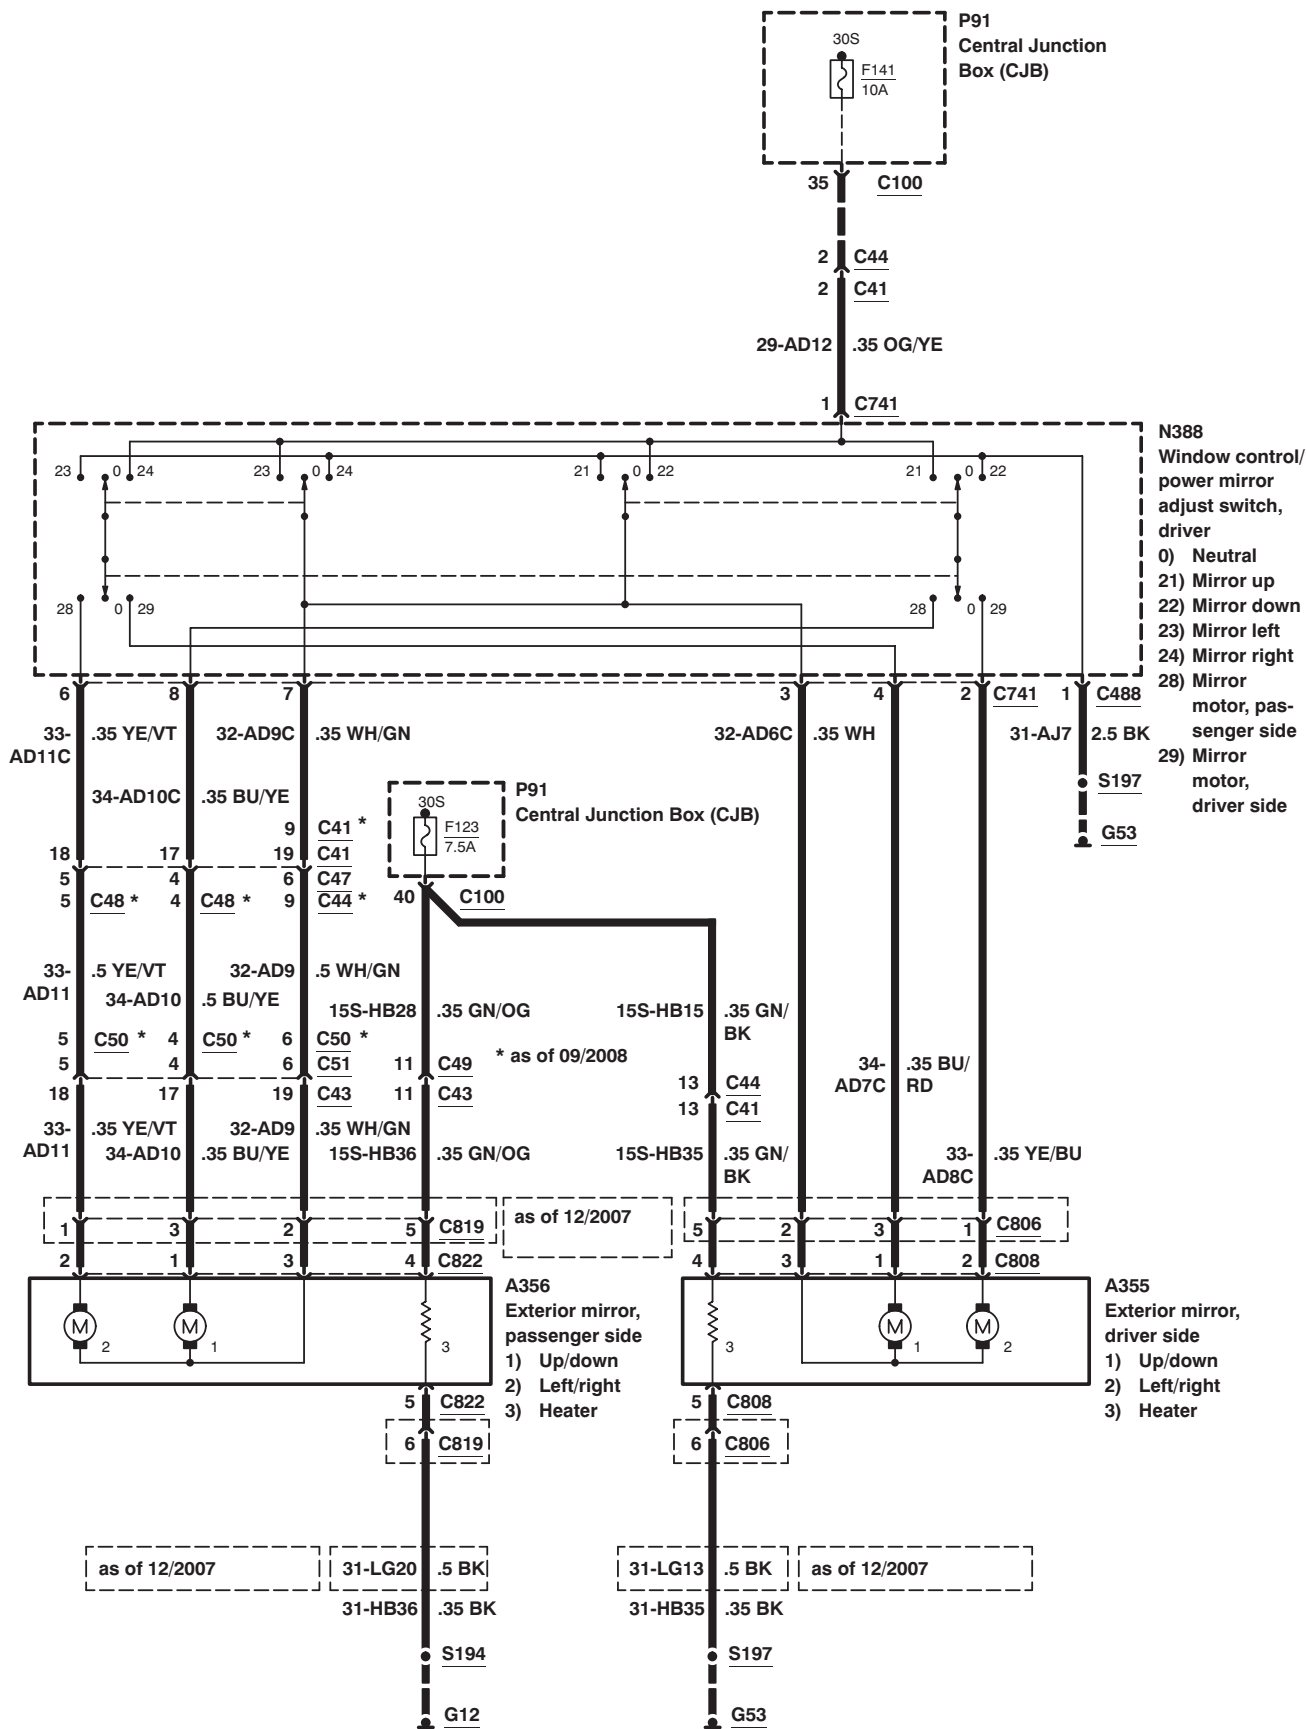 P91
Central Junction
Box (CJB)
30S
F141
10A
35 C100
2 C44
2 C41
29-AD12 .35 OG/YE
1 C741
N388
Window control/
power mirror
adjust switch,
driver
0) Neutral
21) Mirror up
22) Mirror down
23) Mirror left
24) Mirror right
28) Mirror
motor, pas-
senger side
29) Mirror
motor,
driver side
23 0 24 23 0 24 21 0 22 21 0 22
28 0 29 28 0 29
6 8 7 3 4 2 C741 1 C488
33-
AD11C
.35 YE/VT 32-AD9C .35 WH/GN 32-AD6C .35 WH 31-AJ7 2.5 BK
34-AD10C .35 BU/YE
S197
G53
P91
Central Junction Box (CJB)
30S
F123
7.5A
9 C41 *
18 17 19 C41
5 4 6 C47
5 C48 * 4 C48 * 9 C44 *
40 C100
33-
AD11
.5 YE/VT 32-AD9 .5 WH/GN
34-AD10 .5 BU/YE
15S-HB28 .35 GN/OG 15S-HB15 .35 GN/
BK
5 C50 * 4 C50 * 6 C50 *
* as of 09/2008
5 4 6 C51 11 C49
18 17 19 C43 11 C43
13 C44
13 C41
34-
AD7C
.35 BU/
RD
33-
AD11
.35 YE/VT 32-AD9 .35 WH/GN
34-AD10 .35 BU/YE 15S-HB36 .35 GN/OG 15S-HB35 .35 GN/
BK
33-
AD8C
.35 YE/BU
1 3 2 5 C819 as of 12/2007 5 2 3 1 C806
2 1 3 4 C822 4 3 1 2 C808
M 2 M 1 3
A356
Exterior mirror,
passenger side
1) Up/down
2) Left/right
3) Heater
3 M 1 M 2
A355
Exterior mirror,
driver side
1) Up/down
2) Left/right
3) Heater
5 C822 5 C808
6 C819 6 C806
as of 12/2007 31-LG20 .5 BK 31-LG13 .5 BK as of 12/2007
31-HB36 .35 BK 31-HB35 .35 BK
S194 S197
G12 G53